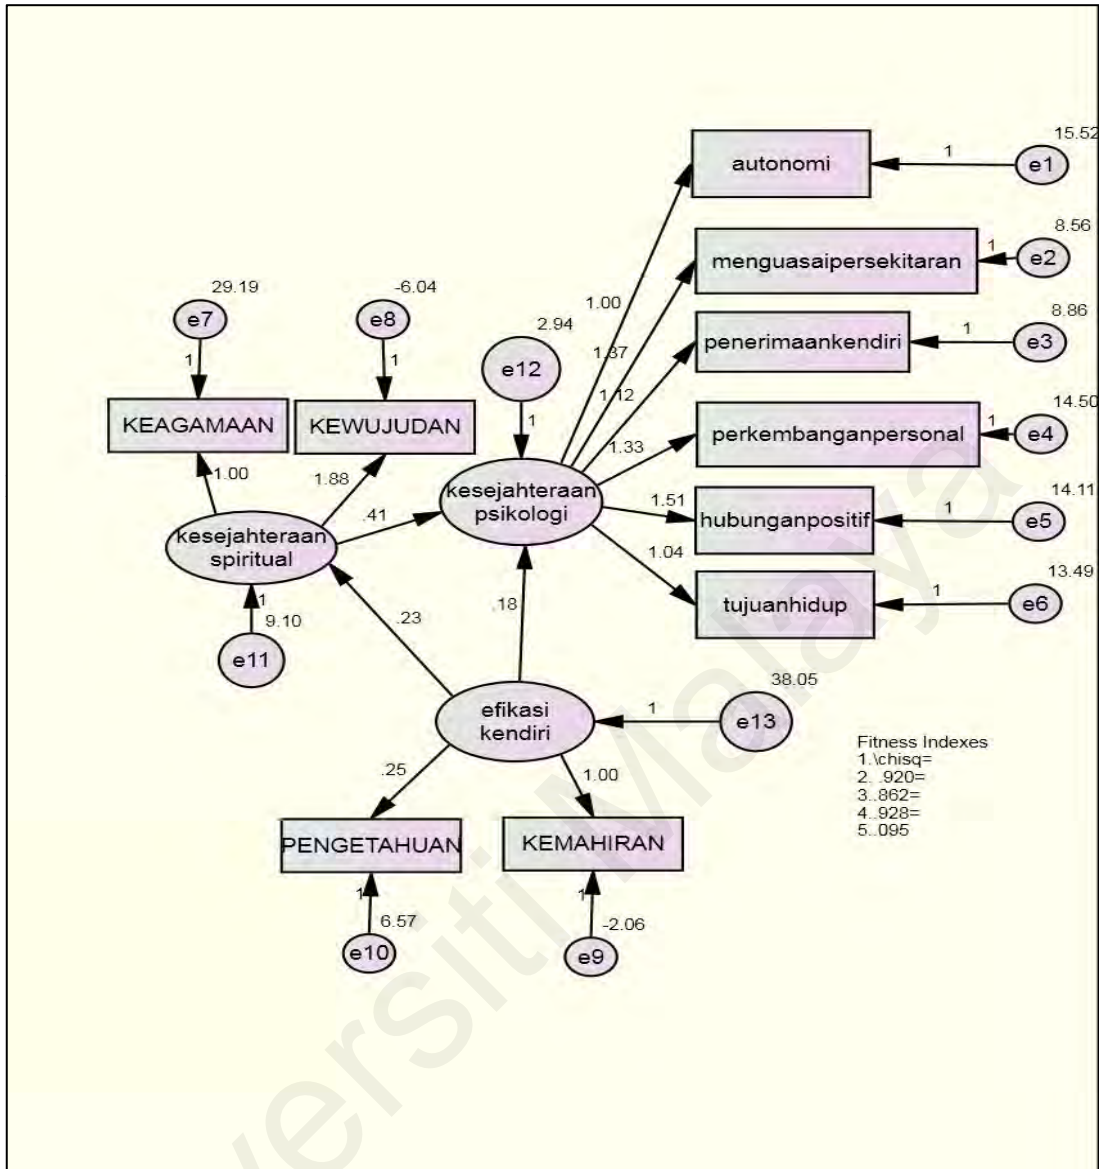 15.52
autonomi
1
e1
8.56
menguasaipersekitaran
1
e2
1.00
29.19
-6.04
8.86
e7
e8
2.94
penerimaankendiri
1
e3
1.37
1
1
e12
1.12
14.50
KEAGAMAAN
KEWUJUDAN
1
1.33
perkembanganpersonal
1
e4
1.00
1.88
kesejahteraan
psikologi
14.11
1.51
hubunganpositif
1
e5
kesejahteraan
spiritual
.41
1.04
13.49
tujuanhidup
1
e6
1
9.10
.23
.18
e11
38.05
efikasi
kendiri
1
e13
.25
1.00
Fitness Indexes
1.\chisq=
2. .920=
3..862=
4..928=
5..095
PENGETAHUAN
KEMAHIRAN
1
6.57
1
-2.06
e10
e9
versiti Malaya